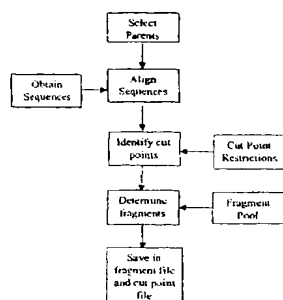 Select
Parents
Obtain
Sequences
Align
Sequences
Identify cut
points
Cut Point
Restrictions
Determine
fragments
Fragment
Pool
Save in
fragment file
and cut point
file